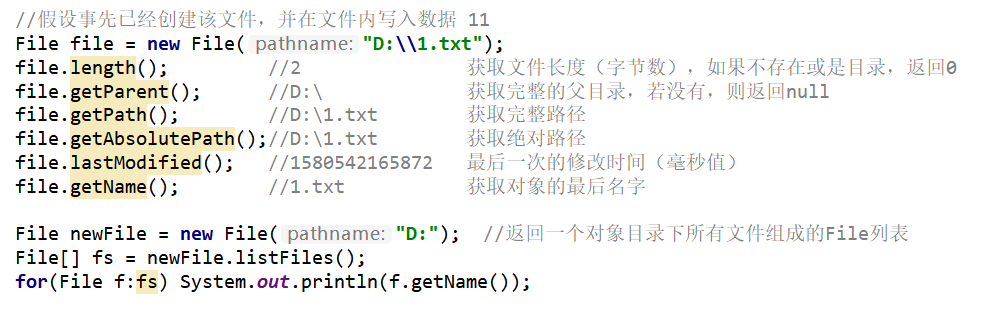 //假设事先已经创建该文件，并在文件内写入数据 11
File file = new File( pathname: "D:\\1.txt");
file.length(); //2 获取文件长度（字节数），如果不存在或是目录，返回0
file.getParent(); //D:\ 获取完整的父目录，若没有，则返回null
file.getPath(); //D:\1.txt 获取完整路径
file.getAbsolutePath();//D:\1.txt 获取绝对路径
file.lastModified(); //1580542165872 最后一次的修改时间（毫秒值）
file.getName(); //1.txt 获取对象的最后名字
File newFile = new File( pathname: "D:"); //返回一个对象目录下所有文件组成的File列表
File[] fs = newFile.listFiles();
for(File f:fs) System.out.println(f.getName());